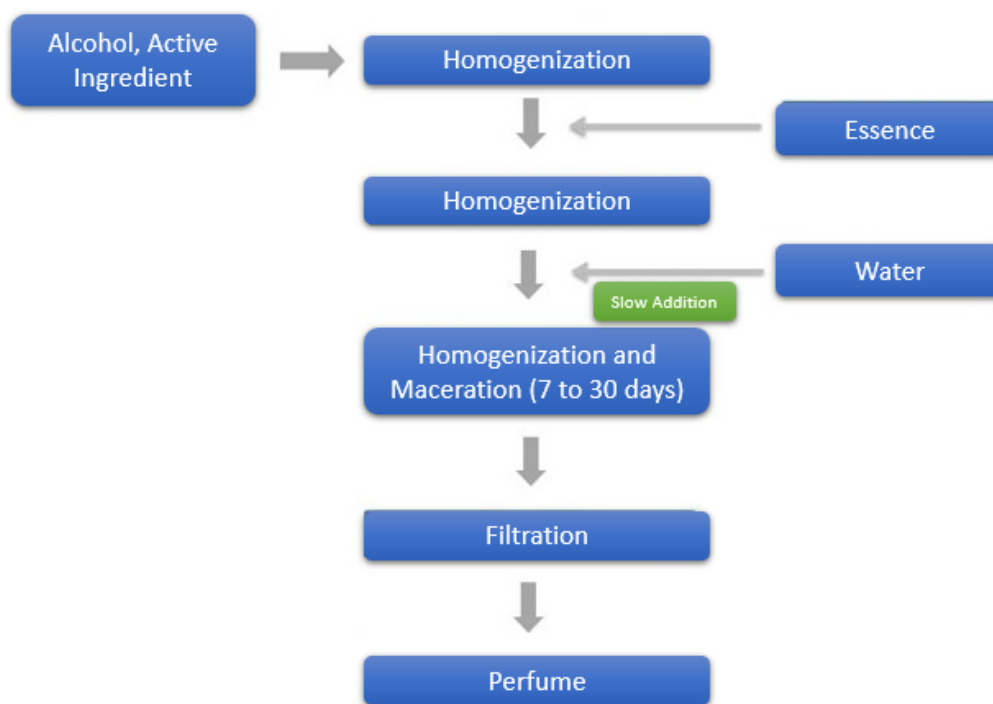 Alcohol, Active
Ingredient
Homogenization
Essence
Homogenization
Water
Slow Addition
Homogenization and
Maceration (7 to 30 days)
Filtration
Perfume